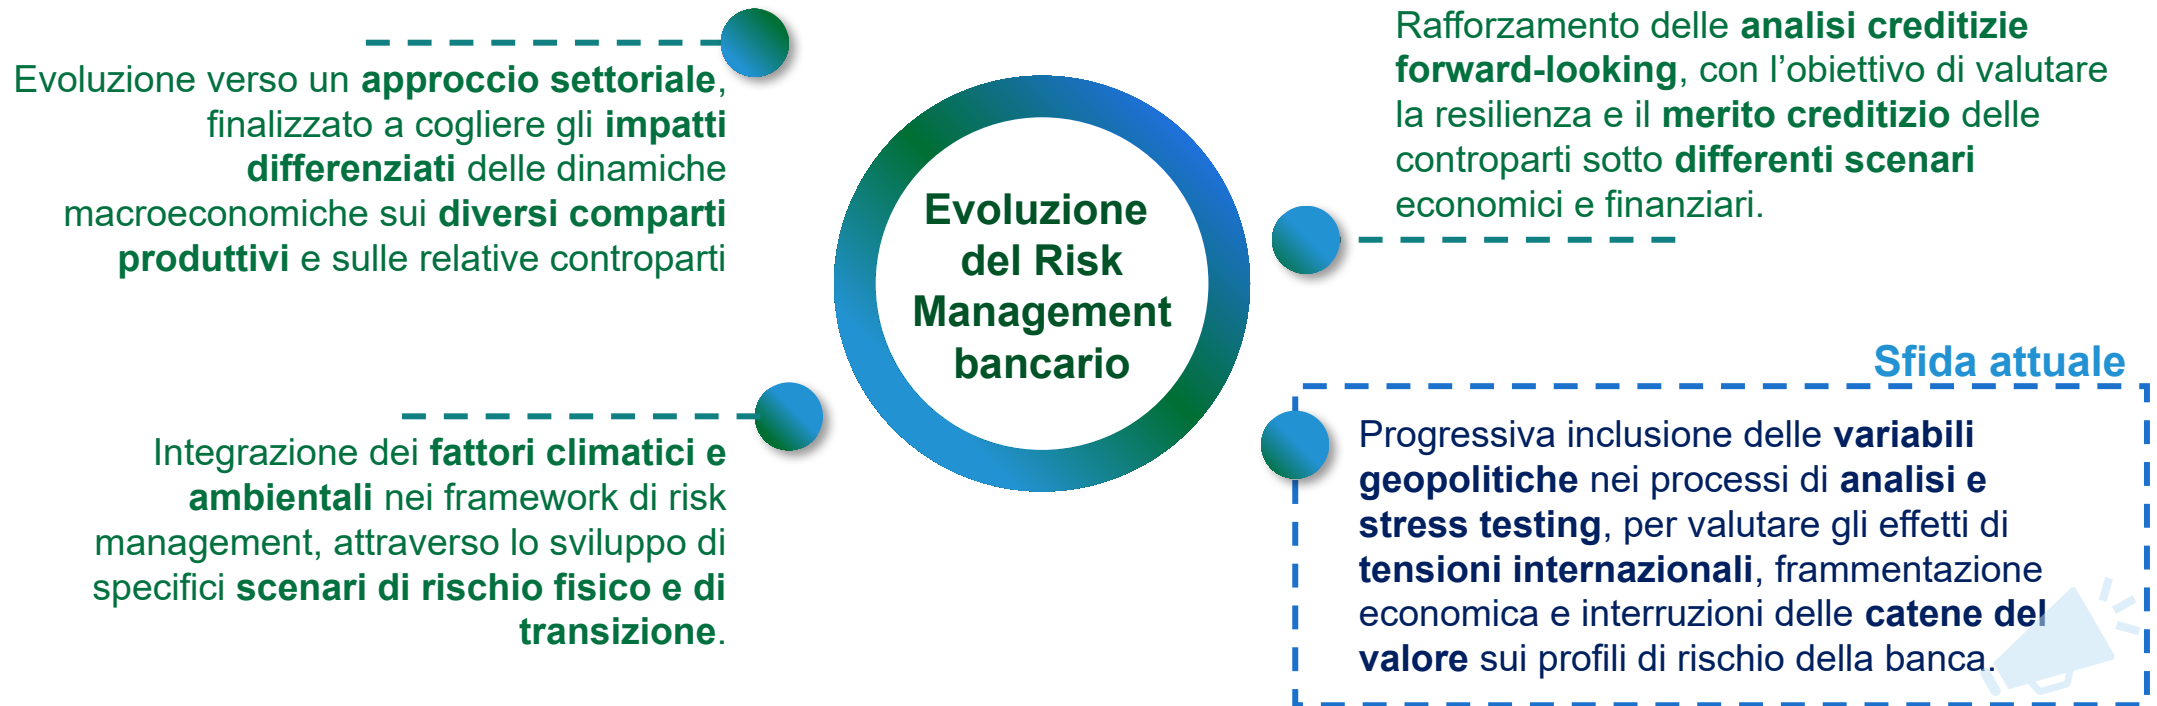 Evoluzione verso un approccio settoriale,
finalizzato a cogliere gli impatti
differenziati delle dinamiche
macroeconomiche sui diversi comparti
produttivi e sulle relative controparti
Rafforzamento delle analisi creditizie
forward-looking, con l’obiettivo di valutare
la resilienza e il merito creditizio delle
controparti sotto differenti scenari
economici e finanziari.
Evoluzione
del Risk
Management
bancario
Integrazione dei fattori climatici e
ambientali nei framework di risk
management, attraverso lo sviluppo di
specifici scenari di rischio fisico e di
transizione.
Sfida attuale
Progressiva inclusione delle variabili
geopolitiche nei processi di analisi e
stress testing, per valutare gli effetti di
tensioni internazionali, frammentazione
economica e interruzioni delle catene del
valore sui profili di rischio della banca.